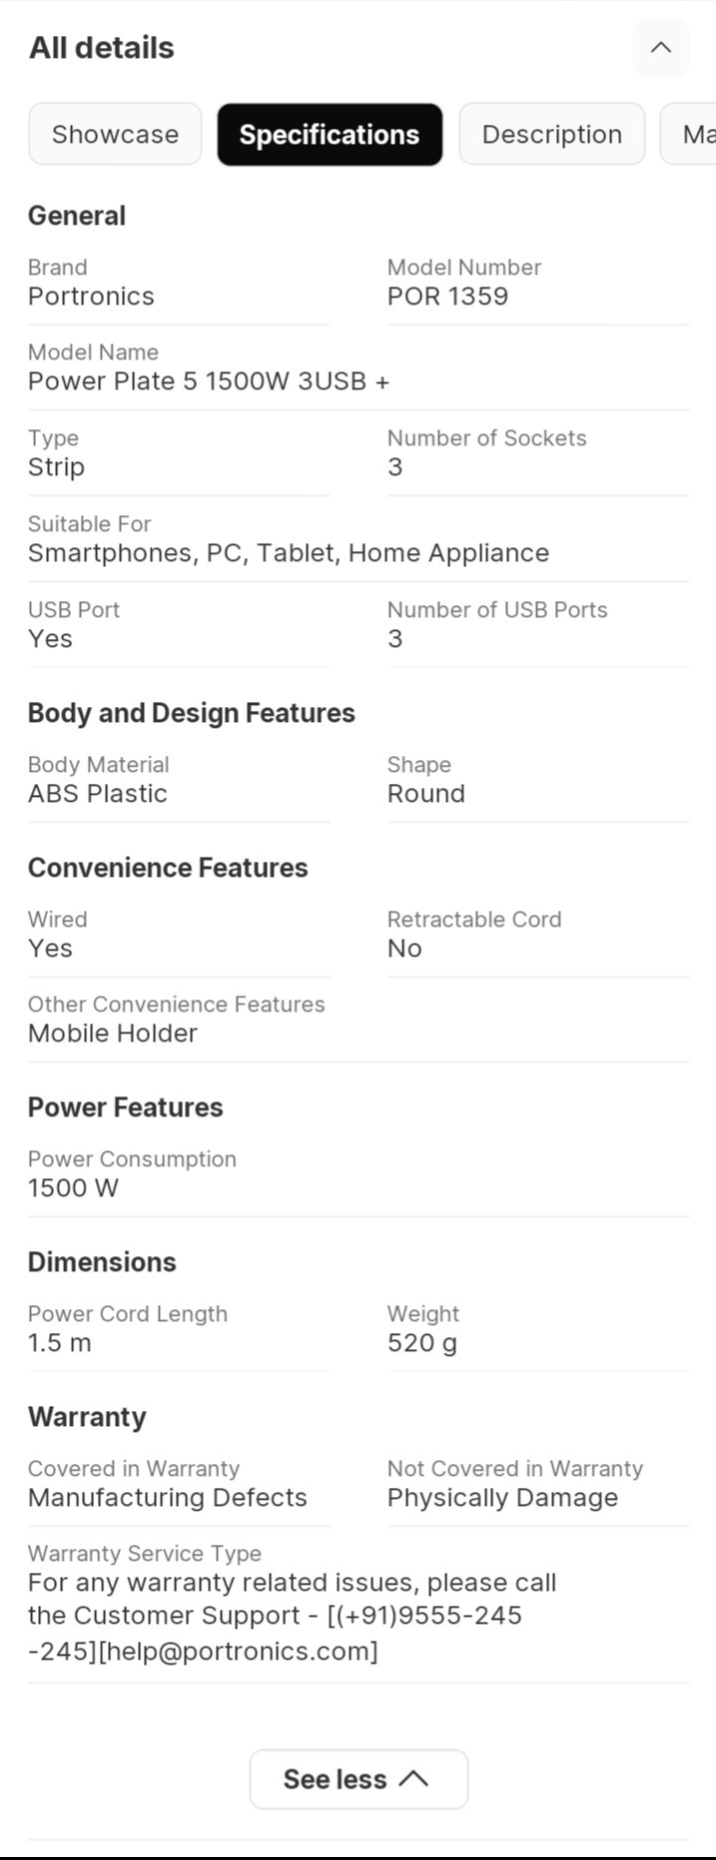 All details
Showcase
Specifications
Description
Ma
General
Brand
Portronics
Model Number
POR 1359
Model Name
Power Plate 5 1500W 3USB +
Type
Strip
Number of Sockets
3
Suitable For
Smartphones, PC, Tablet, Home Appliance
USB Port
Yes
Number of USB Ports
3
Body and Design Features
Body Material
ABS Plastic
Shape
Round
Convenience Features
Wired
Yes
Retractable Cord
No
Other Convenience Features
Mobile Holder
Power Features
Power Consumption
1500 W
Dimensions
Power Cord Length
1.5 m
Weight
520 g
Warranty
Covered in Warranty
Manufacturing Defects
Not Covered in Warranty
Physically Damage
Warranty Service Type
For any warranty related issues, please call
the Customer Support - [(+91)9555-245
-245][help@portronics.com]
See less